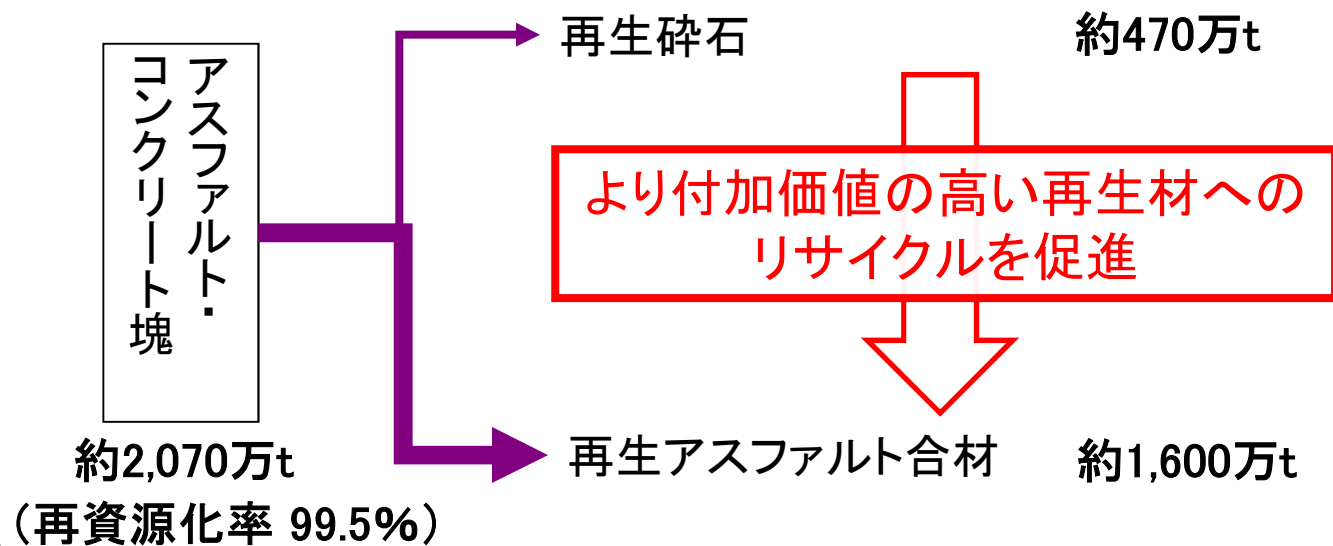 アスファルト・
コンクリート塊
約2,070万t
（再資源化率 99.5%）
再生砕石
約470万t
より付加価値の高い再生材への
リサイクルを促進
再生アスファルト合材
約1,600万t